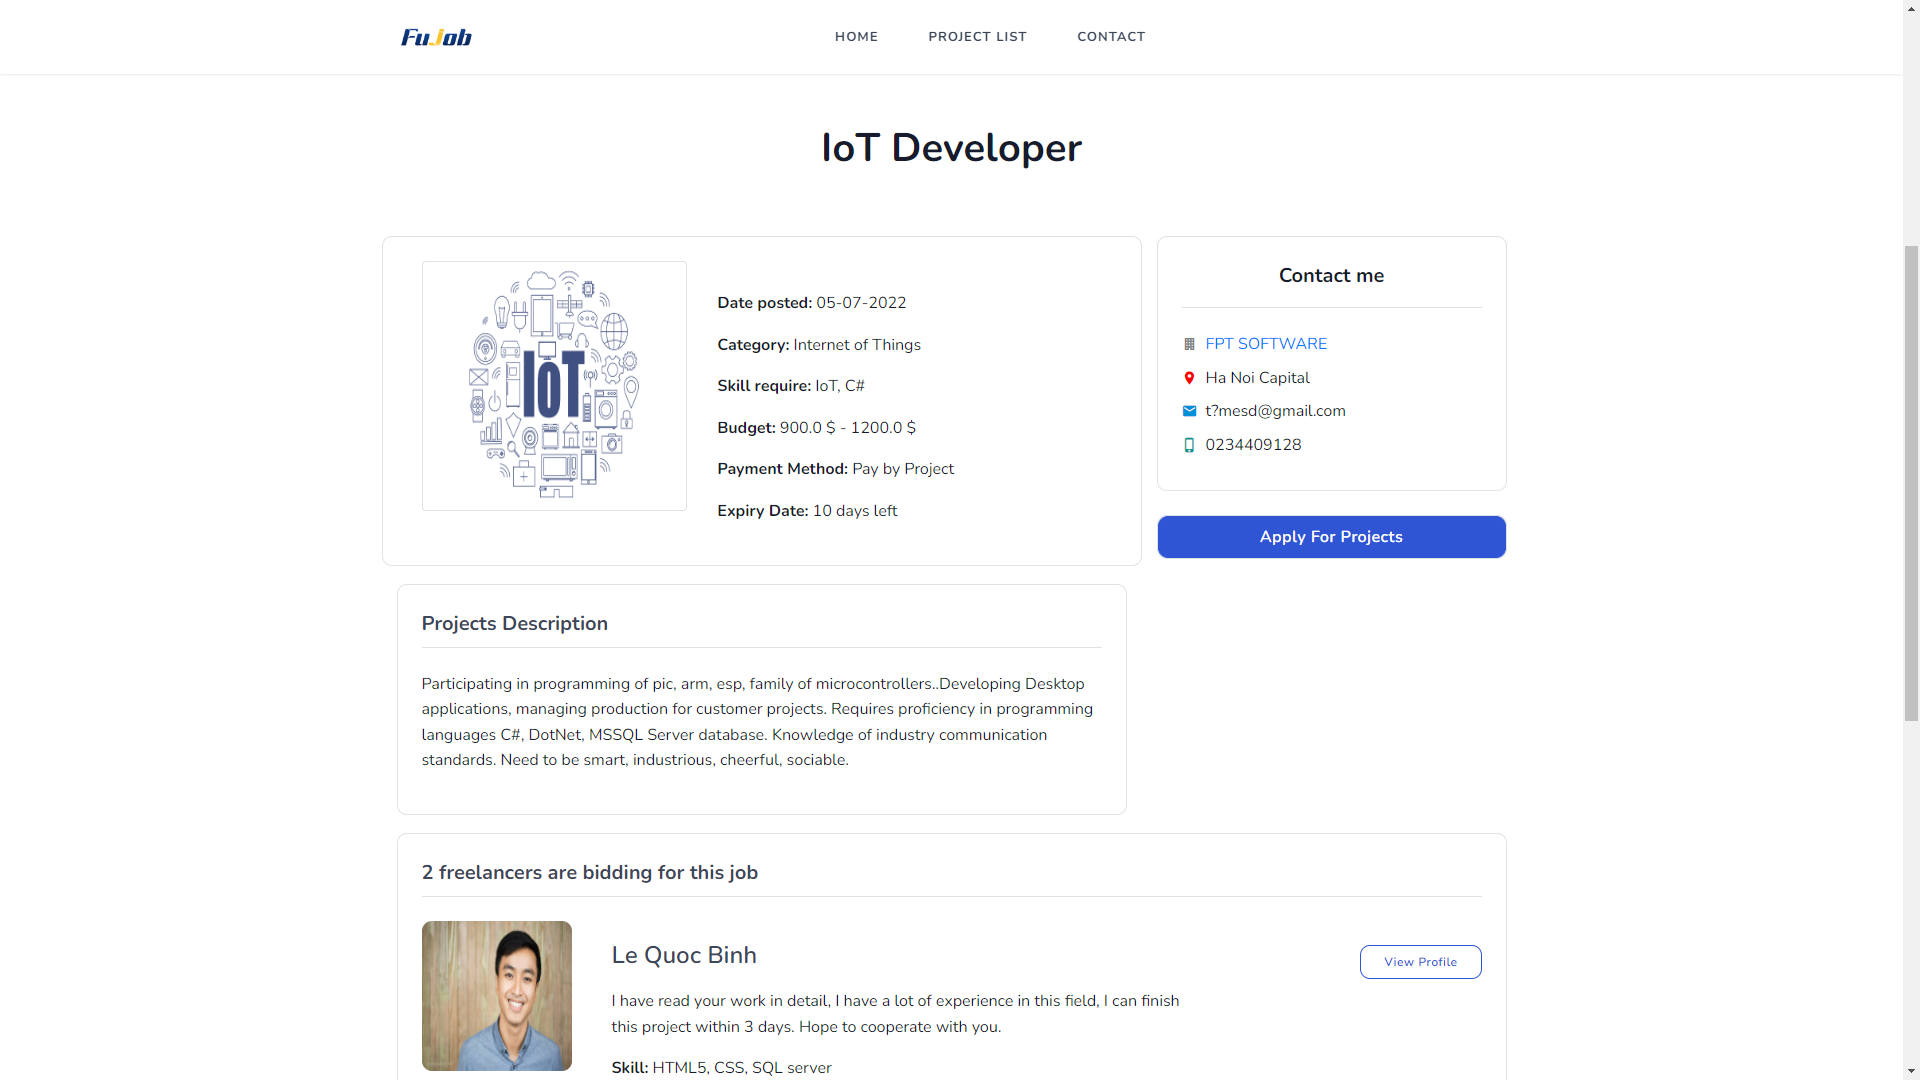 FuJob
HOME
PROJECT LIST
CONTACT
IoT Developer
IoT
Date posted: 05-07-2022
Category: Internet of Things
Skill require: IoT, C#
Budget: 900.0 $ - 1200.0 $
Payment Method: Pay by Project
Expiry Date: 10 days left
Contact me
FPT SOFTWARE
Ha Noi Capital
t?mesd@gmail.com
0234409128
Apply For Projects
Projects Description
Participating in programming of pic, arm, esp, family of microcontrollers..Developing Desktop
applications, managing production for customer projects. Requires proficiency in programming
languages C#, DotNet, MSSQL Server database. Knowledge of industry communication
standards. Need to be smart, industrious, cheerful, sociable.
2 freelancers are bidding for this job
Le Quoc Binh
View Profile
I have read your work in detail, I have a lot of experience in this field, I can finish
this project within 3 days. Hope to cooperate with you.
Skill: HTML5, CSS, SQL server